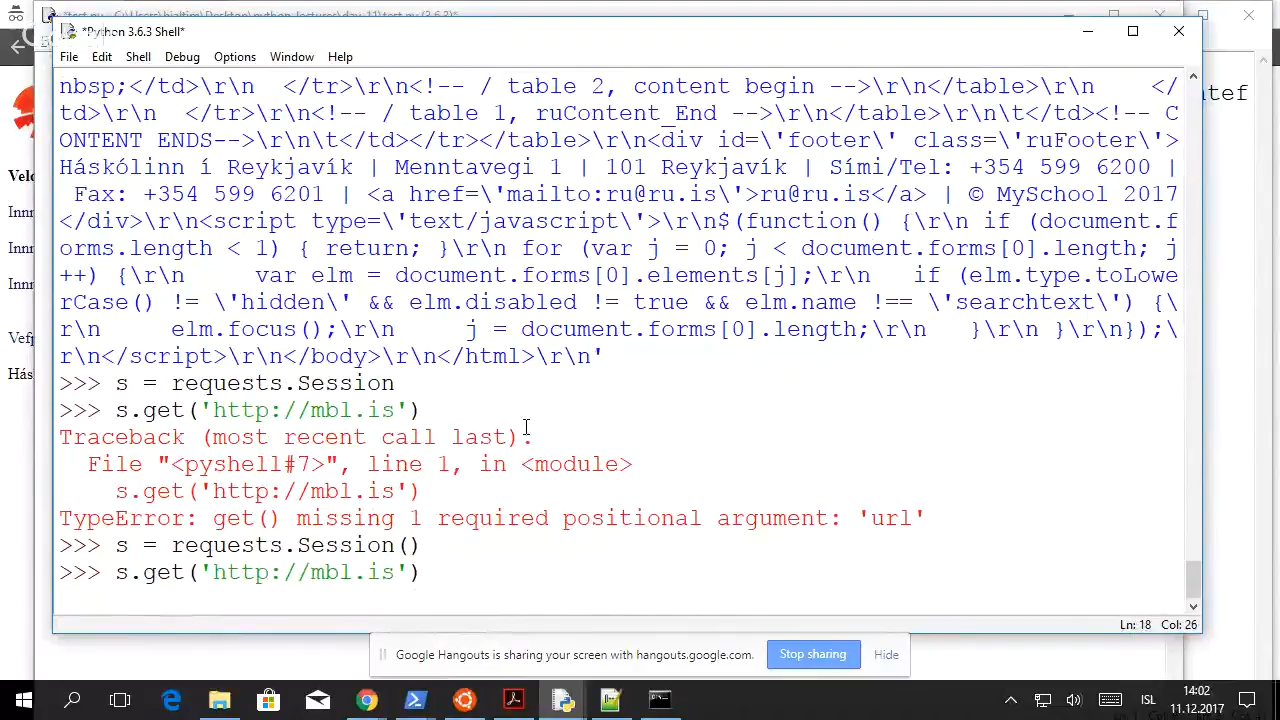 *Python 3.6.3 Shell*
File Edit Shell Debug Options Window Help
nbsp;</td>\r\n  </tr>\r\n<!-- / table 2, content begin -->\r\n</table>\r\n    </
td>\r\n  </tr>\r\n<!-- / table 1, ruContent_End -->\r\n\t</td><!-- C
ONTENT ENDS-->\r\n\t</tr></table>\r\n<div id=\'footer\' class=\'ruFooter\'>
Háskólinn í Reykjavík | Menntavegi 1 | 101 Reykjavík | Sími/Tel: +354 599 6200 |
 Fax: +354 599 6201 | <a href=\'mailto:ru@ru.is\'>ru@ru.is</a> | © MySchool 2017
</div>\r\n<script type=\'text/javascript\'>\r\n$(function() {\r\n if (document.f
orms.length < 1) { return; }\r\n for (var j = 0; j < document.forms[0].length; j
++) {\r\n     var elm = document.forms[0].elements[j];\r\n   if (elm.type.toLowe
rCase() != \'hidden\' && elm.disabled != true && elm.name !== \'searchtext\') {\
r\n     elm.focus();\r\n     j = document.forms[0].length;\r\n   }\r\n }\r\n});\
r\n</script>\r\n</body>\r\n</html>\r\n'
>>> s = requests.Session
>>> s.get('http://mbl.is')
Traceback (most recent call last):
  File "<pyshell#7>", line 1, in <module>
    s.get('http://mbl.is')
TypeError: get() missing 1 required positional argument: 'url'
>>> s = requests.Session()
>>> s.get('http://mbl.is')
Ln: 18 Col: 26
Google Hangouts is sharing your screen with hangouts.google.com. Stop sharing Hide
ISL
14:02
11.12.2017